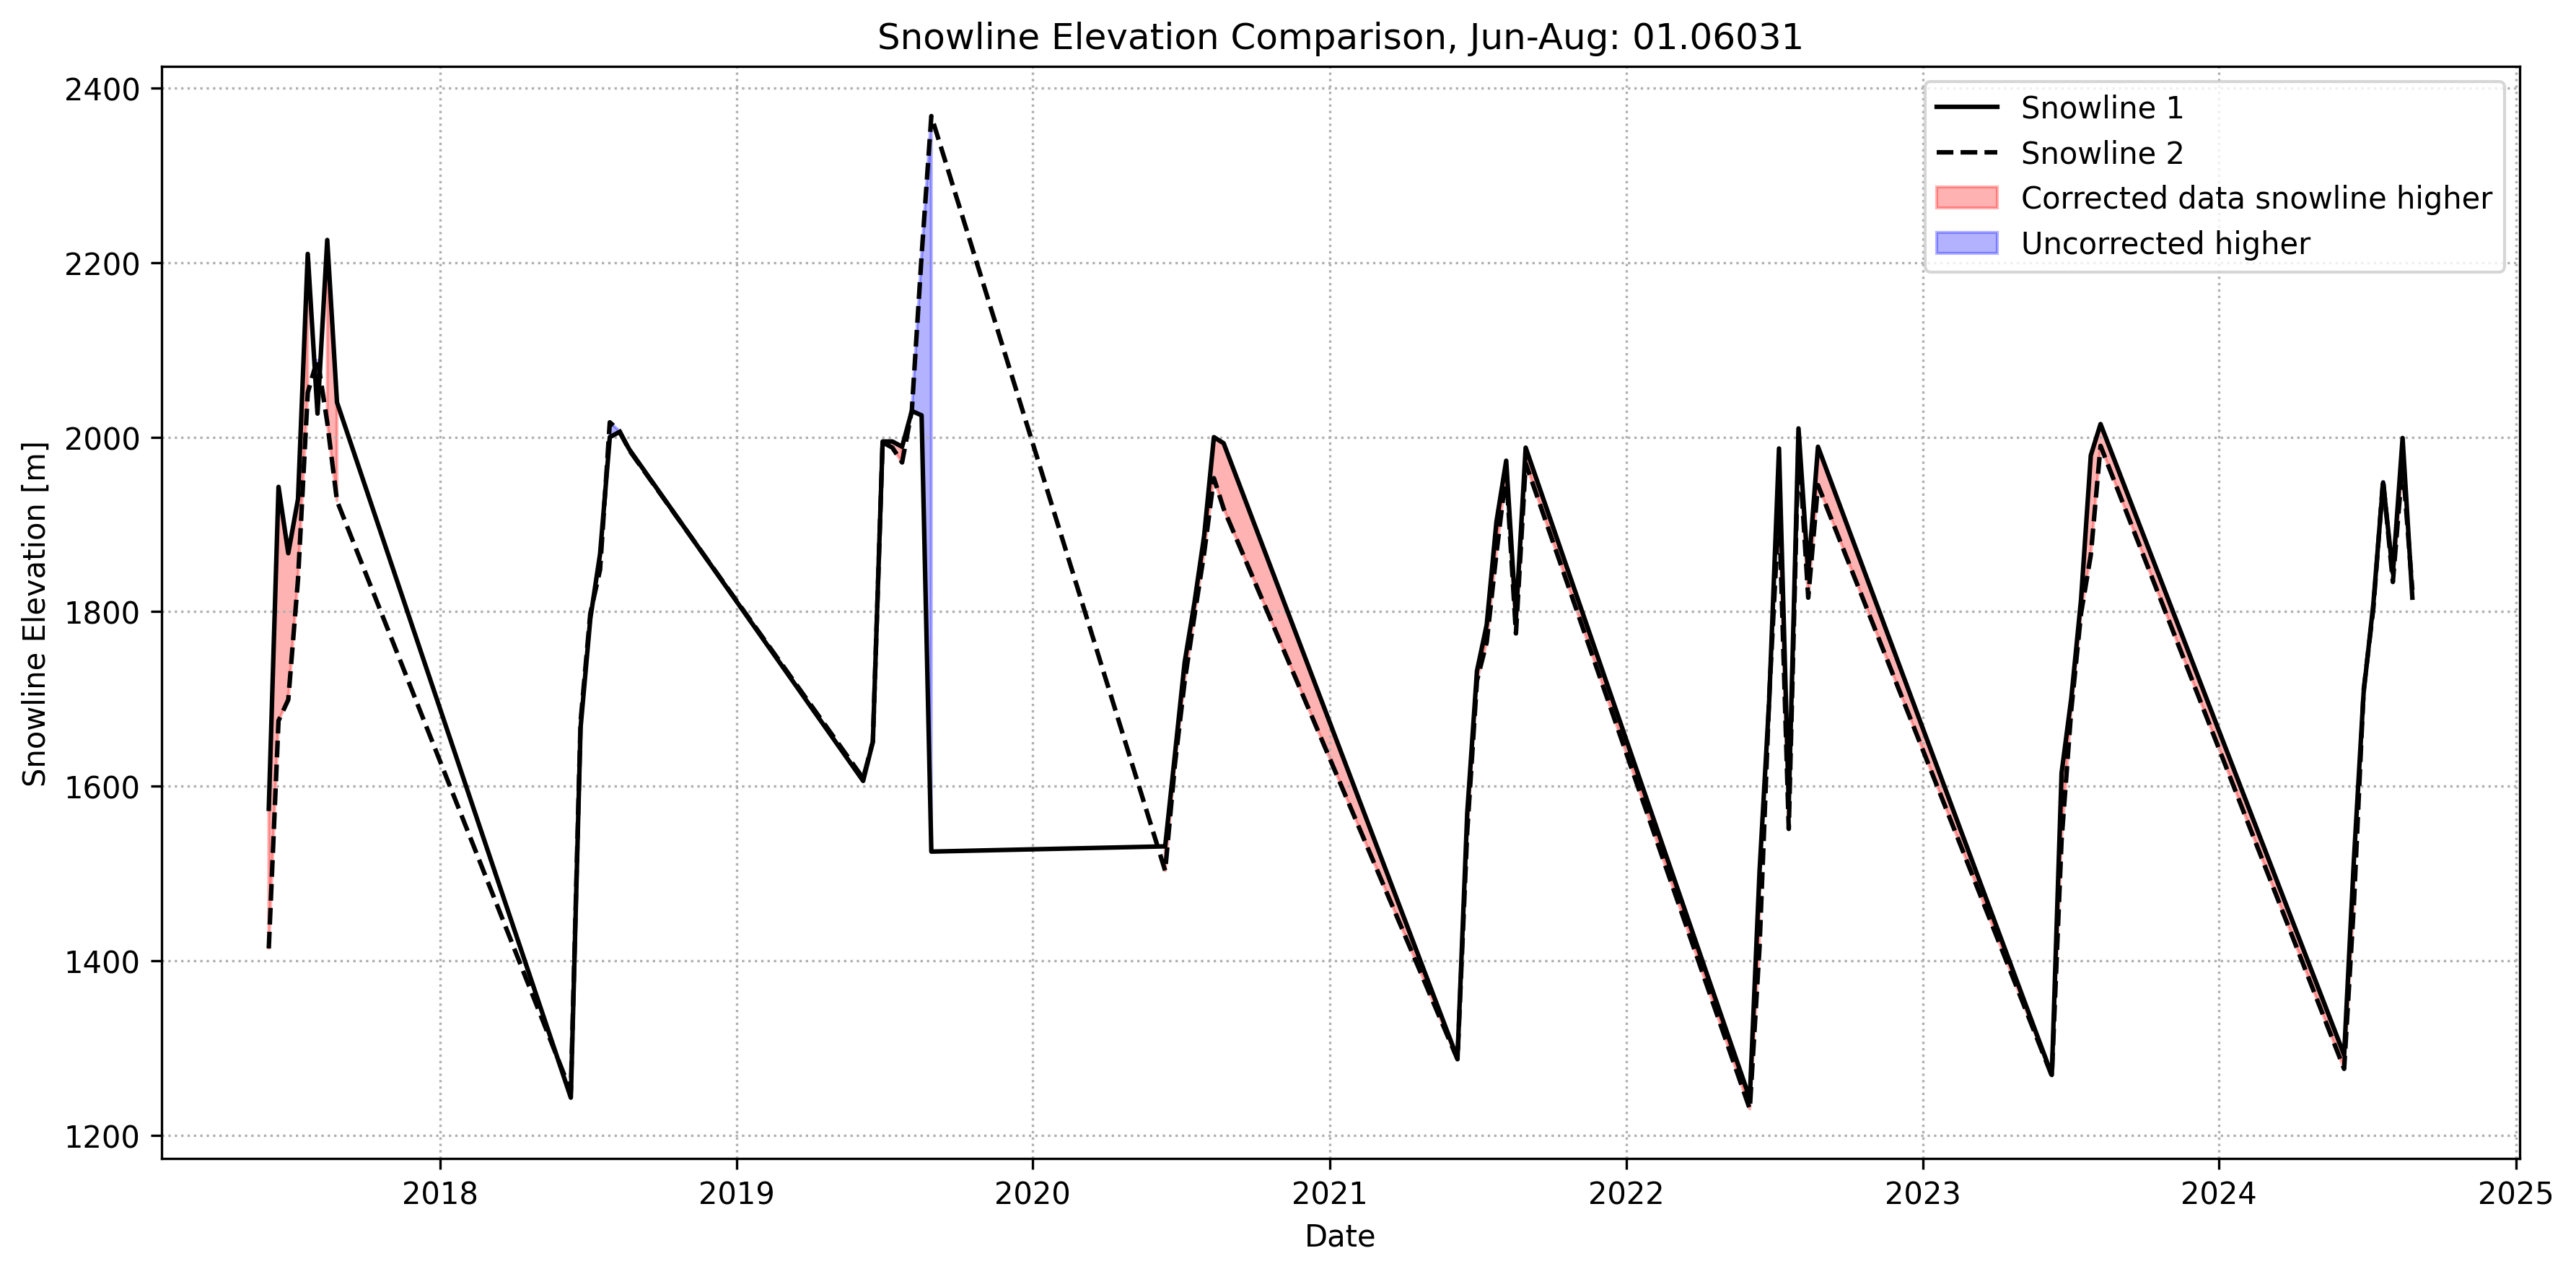 Snowline Elevation Comparison, Jun-Aug: 01.06031
Snowline 1
Snowline 2
Corrected data snowline higher
Uncorrected higher
Snowline Elevation [m]
2400
2200
2000
1800
1600
1400
1200
2018 2019 2020 2021 2022 2023 2024 2025
Date